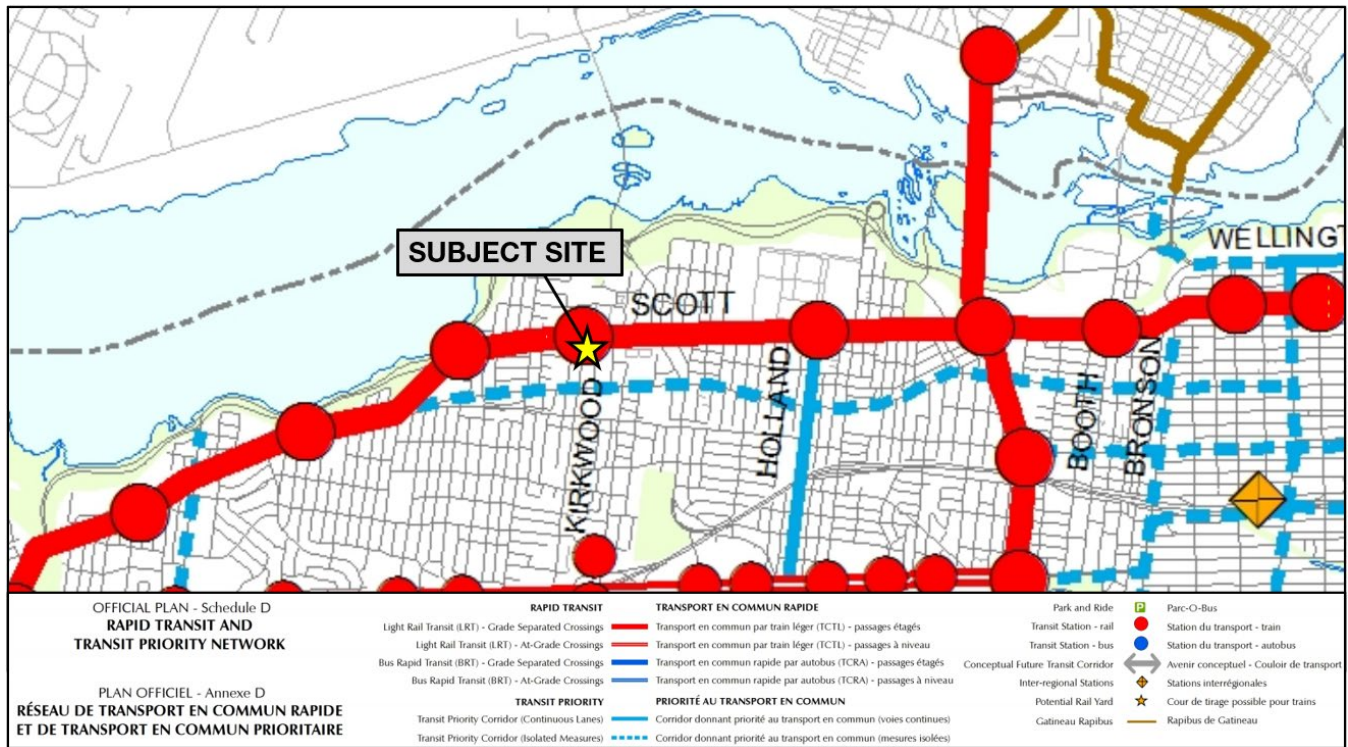 SUBJECT SITE
WELLINGT
SCOTT
KIRKWOOD
HOLLAND
BOOTH
BRONSON
OFFICIAL PLAN - Schedule D
RAPID TRANSIT AND
TRANSIT PRIORITY NETWORK
PLAN OFFICIEL - Annexe D
RÉSEAU DE TRANSPORT EN COMMUN RAPIDE
ET DE TRANSPORT EN COMMUN PRIORITAIRE
RAPID TRANSIT TRANSPORT EN COMMUN RAPIDE
Light Rail Transit (LRT) - Grade Separated Crossings Transport en commun par train léger (TCTL) - passages étagés
Light Rail Transit (LRT) - At-Grade Crossings Transport en commun par train léger (TCTL) - passages à niveau
Bus Rapid Transit (BRT) - Grade Separated Crossings Transport en commun rapide par autobus (TCRA) - passages étagés
Bus Rapid Transit (BRT) - At-Grade Crossings Transport en commun rapide par autobus (TCRA) - passages à niveau
TRANSIT PRIORITY PRIORITÉ AU TRANSPORT EN COMMUN
Transit Priority Corridor (Continuous Lanes) Corridor donnant priorité au transport en commun (voies continues)
Transit Priority Corridor (Isolated Measures) Corridor donnant priorité au transport en commun (mesures isolées)
Park and Ride P Parc-O-Bus
Transit Station - rail Station du transport - train
Transit Station - bus Station du transport - autobus
Conceptual Future Transit Corridor Avenir conceptuel - Couloir de transport
Inter-regional Stations Stations interrégionales
Potential Rail Yard Cour de tirage possible pour trains
Gatineau Rapibus Rapibus de Gatineau